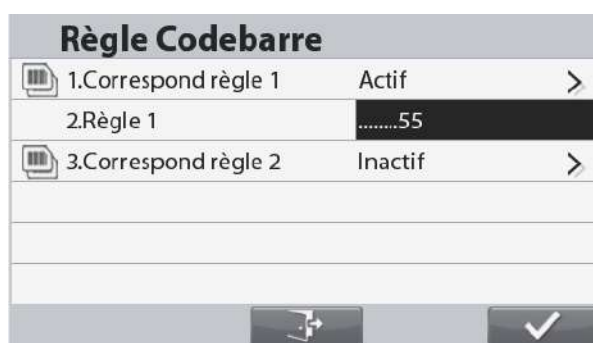 Règle Codebarre
1.Correspond règle 1 Actif
2.Règle 1 ........55
3.Correspond règle 2 Inactif